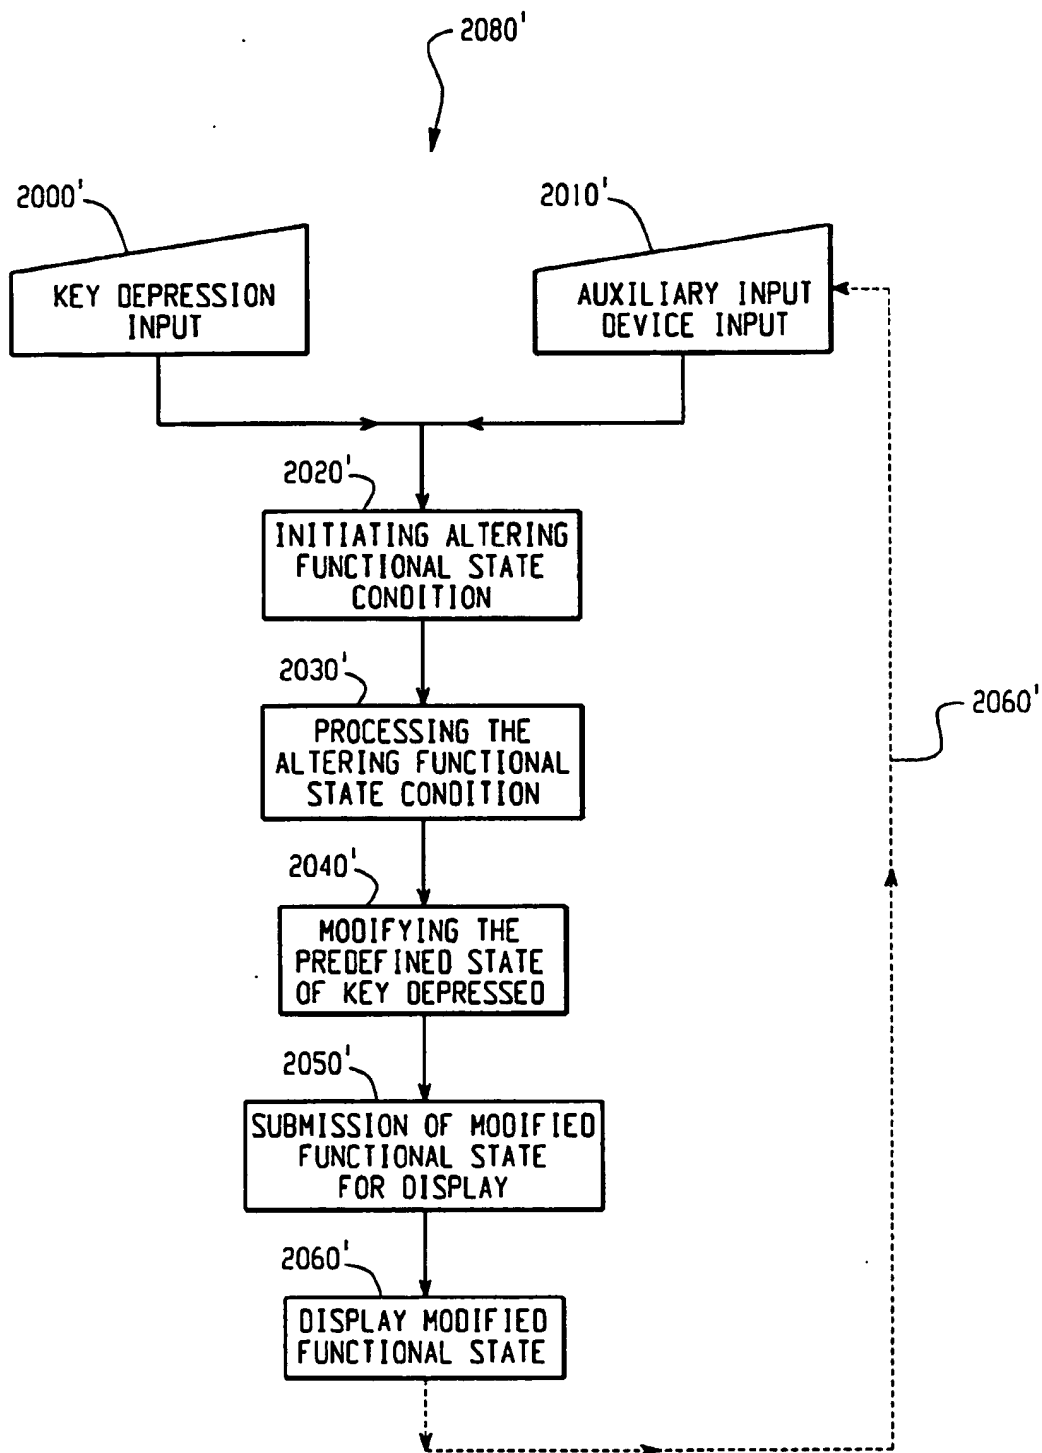 2080'
2000'
2010'
KEY DEPRESSION
INPUT
AUXILIARY INPUT
DEVICE INPUT
2020'
INITIATING ALTERING
FUNCTIONAL STATE
CONDITION
2030'
PROCESSING THE
ALTERING FUNCTIONAL
STATE CONDITION
2060'
2040'
MODIFYING THE
PREDEFINED STATE
OF KEY DEPRESSED
2050'
SUBMISSION OF MODIFIED
FUNCTIONAL STATE
FOR DISPLAY
2060'
DISPLAY MODIFIED
FUNCTIONAL STATE